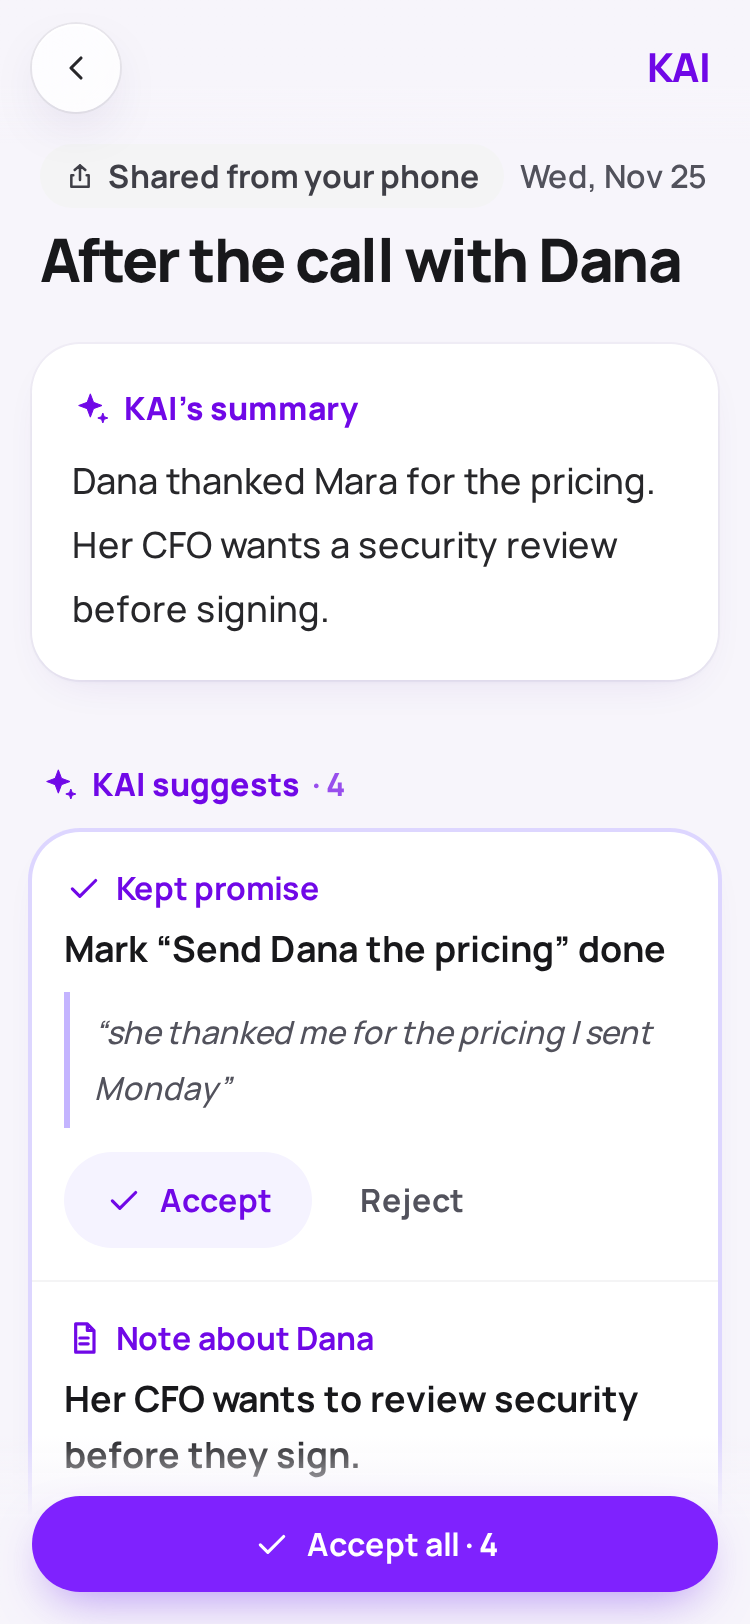 KAI
Shared from your phone Wed, Nov 25
After the call with Dana
KAI’s summary
Dana thanked Mara for the pricing.
Her CFO wants a security review
before signing.
KAI suggests · 4
Kept promise
Mark “Send Dana the pricing” done
“she thanked me for the pricing I sent
Monday”
Accept Reject
Note about Dana
Her CFO wants to review security
before they sign.
Accept all · 4